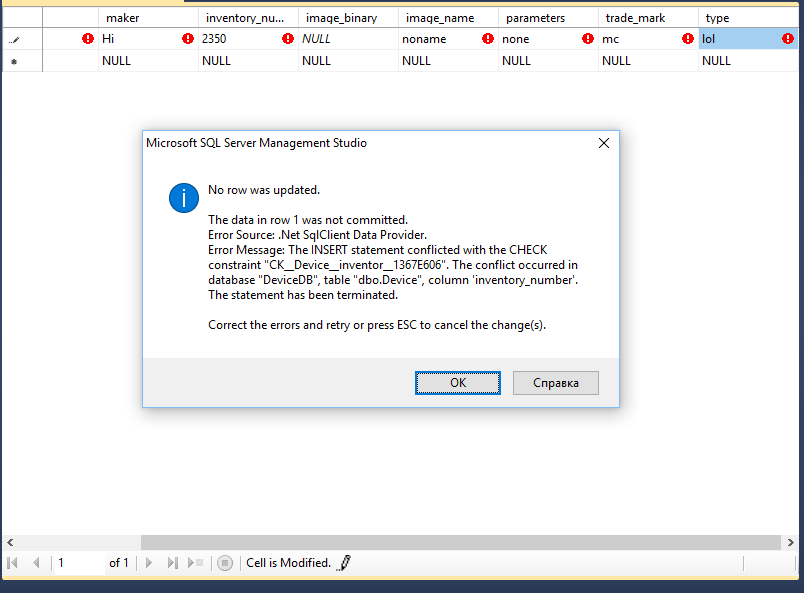 maker inventory_nu... image_binary image_name parameters trade_mark type
Hi 2350 NULL noname none mc lol
NULL NULL NULL NULL NULL NULL NULL
Microsoft SQL Server Management Studio
No row was updated.
The data in row 1 was not committed.
Error Source: .Net SqlClient Data Provider.
Error Message: The INSERT statement conflicted with the CHECK
constraint "CK__Device__inventor__1367E606". The conflict occurred in
database "DeviceDB", table "dbo.Device", column 'inventory_number'.
The statement has been terminated.
Correct the errors and retry or press ESC to cancel the change(s).
OK Справка
1 of 1 Cell is Modified.